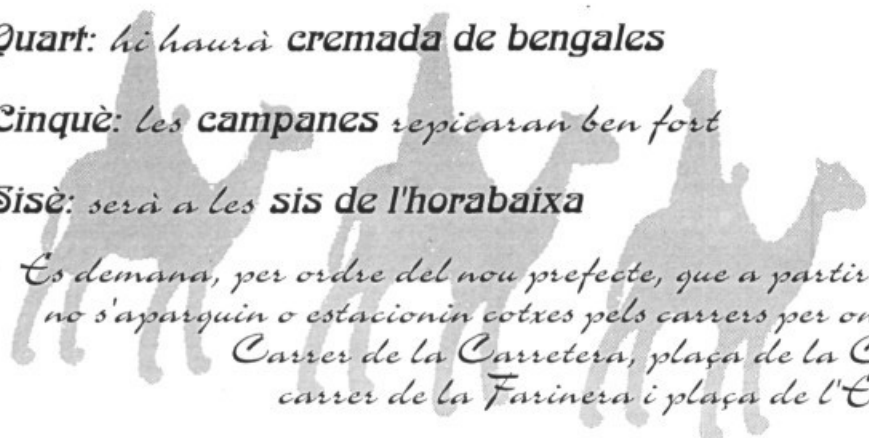 Quart: hi haurà cremada de bengales
Cinquè: les campanes repicaran ben fort
Sisè: serà a les sis de l'horabaixa
Es demana, per ordre del nou prefecte, que a partir
no s'aparquin o estacionin cotxes pels carrers per
Carrer de la Carretera, plaça de la
carrer de la Farinera i plaça de